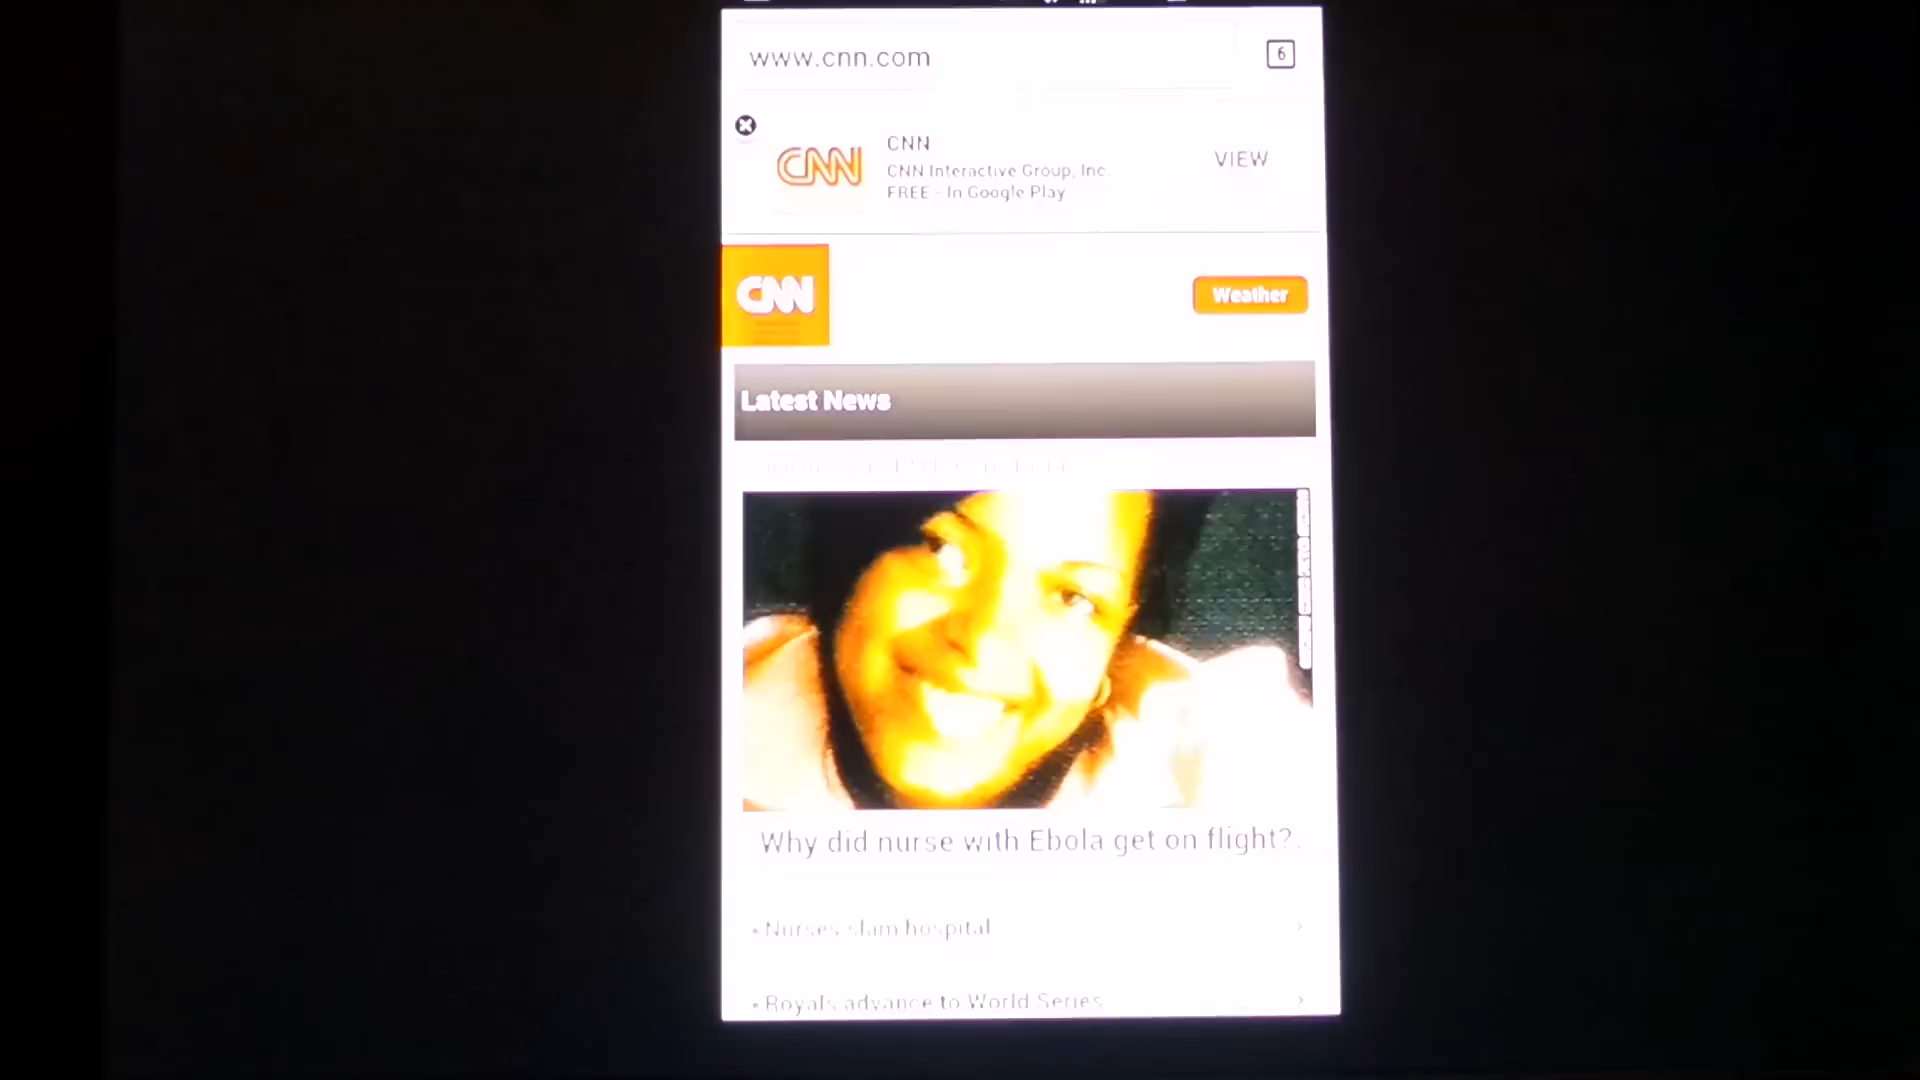 www.cnn.com
6
CNN
CNN
CNN Interactive Group, Inc.
FREE - In Google Play
VIEW
CNN
Weather
Latest News
Why did nurse with Ebola get on flight?
• Nurses slam hospital
• Royals advance to World Series